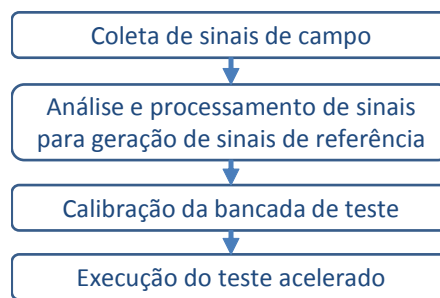 Coleta de sinais de campo
Análise e processamento de sinais
para geração de sinais de referência
Calibração da bancada de teste
Execução do teste acelerado